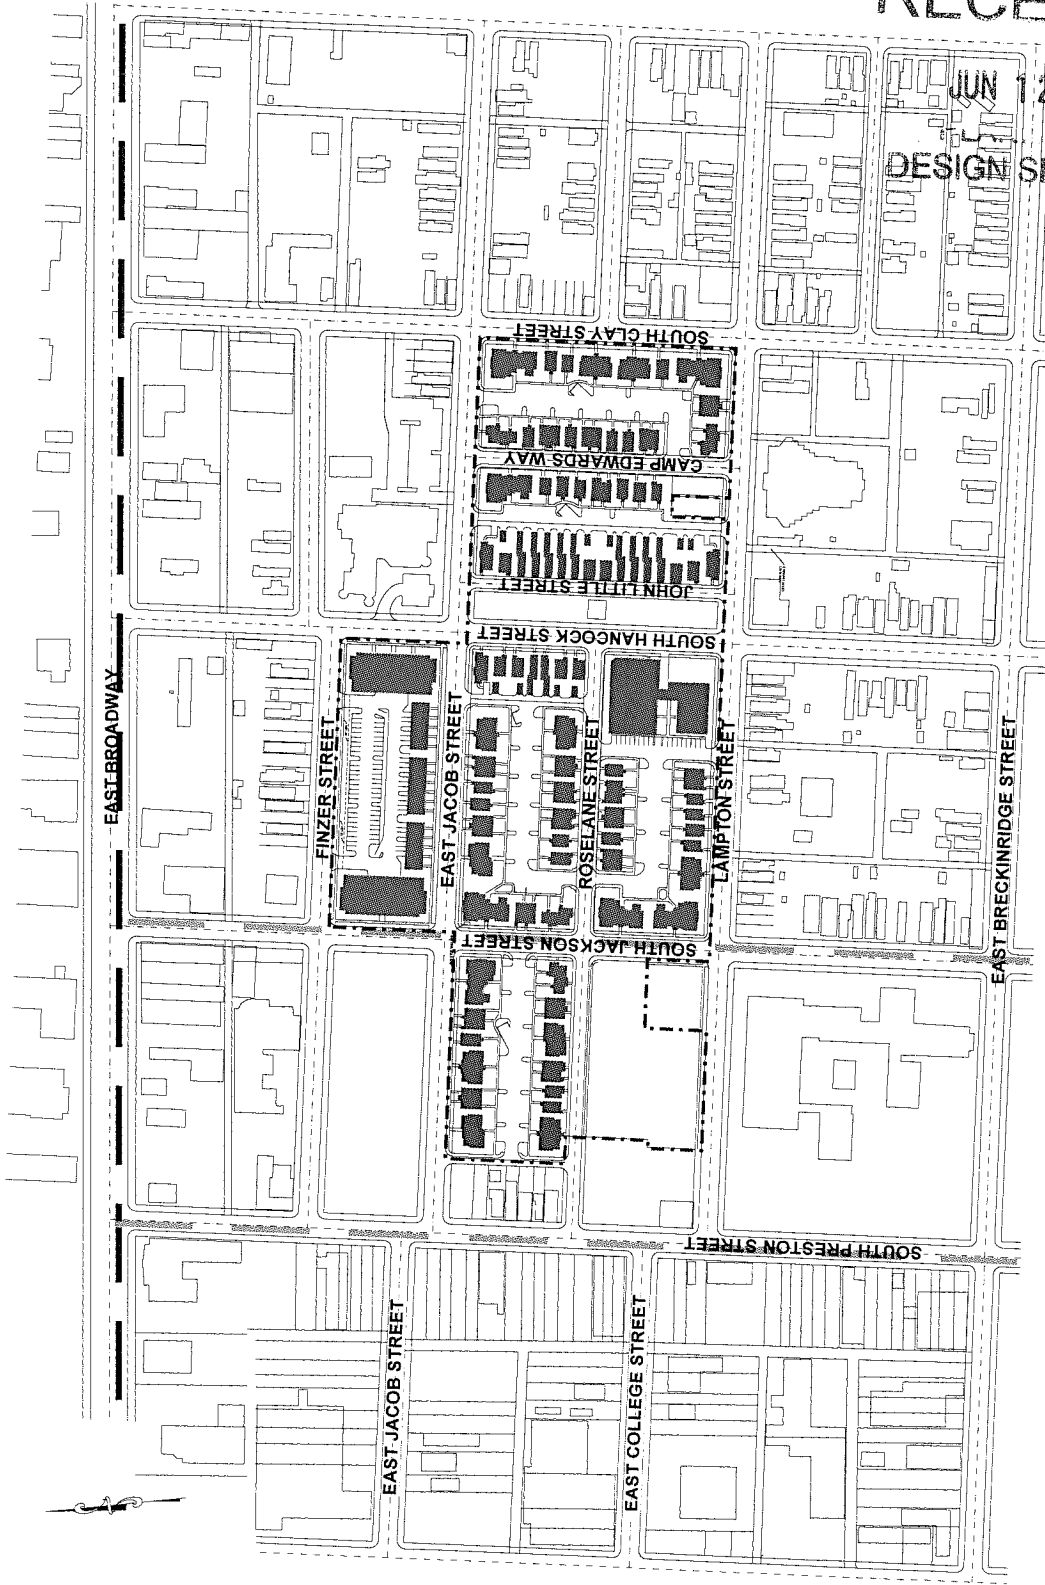 JUN 12
DESIGN
SOUTH CLAY STREET
CAMP EDWARDS WAY
JOHN LITTLE STREET
SOUTH HANCOCK STREET
EAST BROADWAY
FINZER STREET
EAST JACOB STREET
ROSELANE STREET
LAMPTON STREET
EAST BRECKINRIDGE STREET
SOUTH JACKSON STREET
SOUTH PRESTON STREET
EAST JACOB STREET
EAST COLLEGE STREET